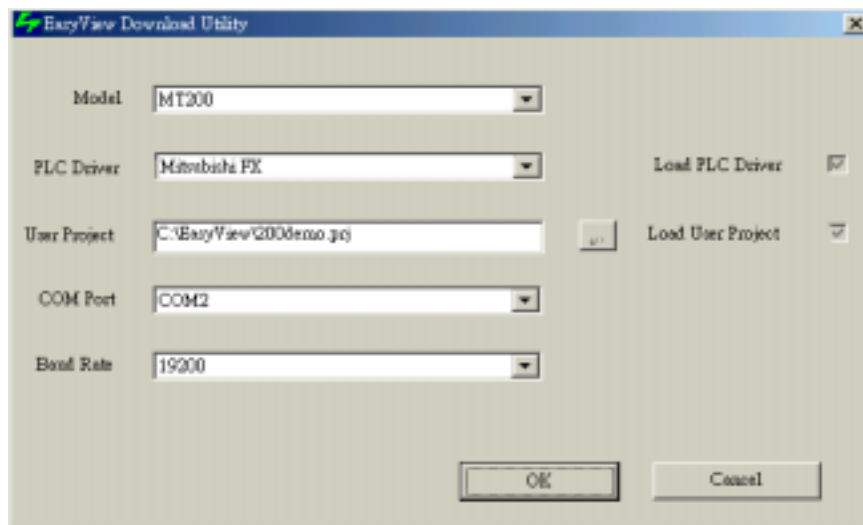 EasyView Download Utility
Model MT200
PLC Driver Mitsubishi FX Load PLC Driver
User Project C:\EasyView\200demo.prj ... Load User Project
COM Port COM2
Baud Rate 19200
OK Cancel